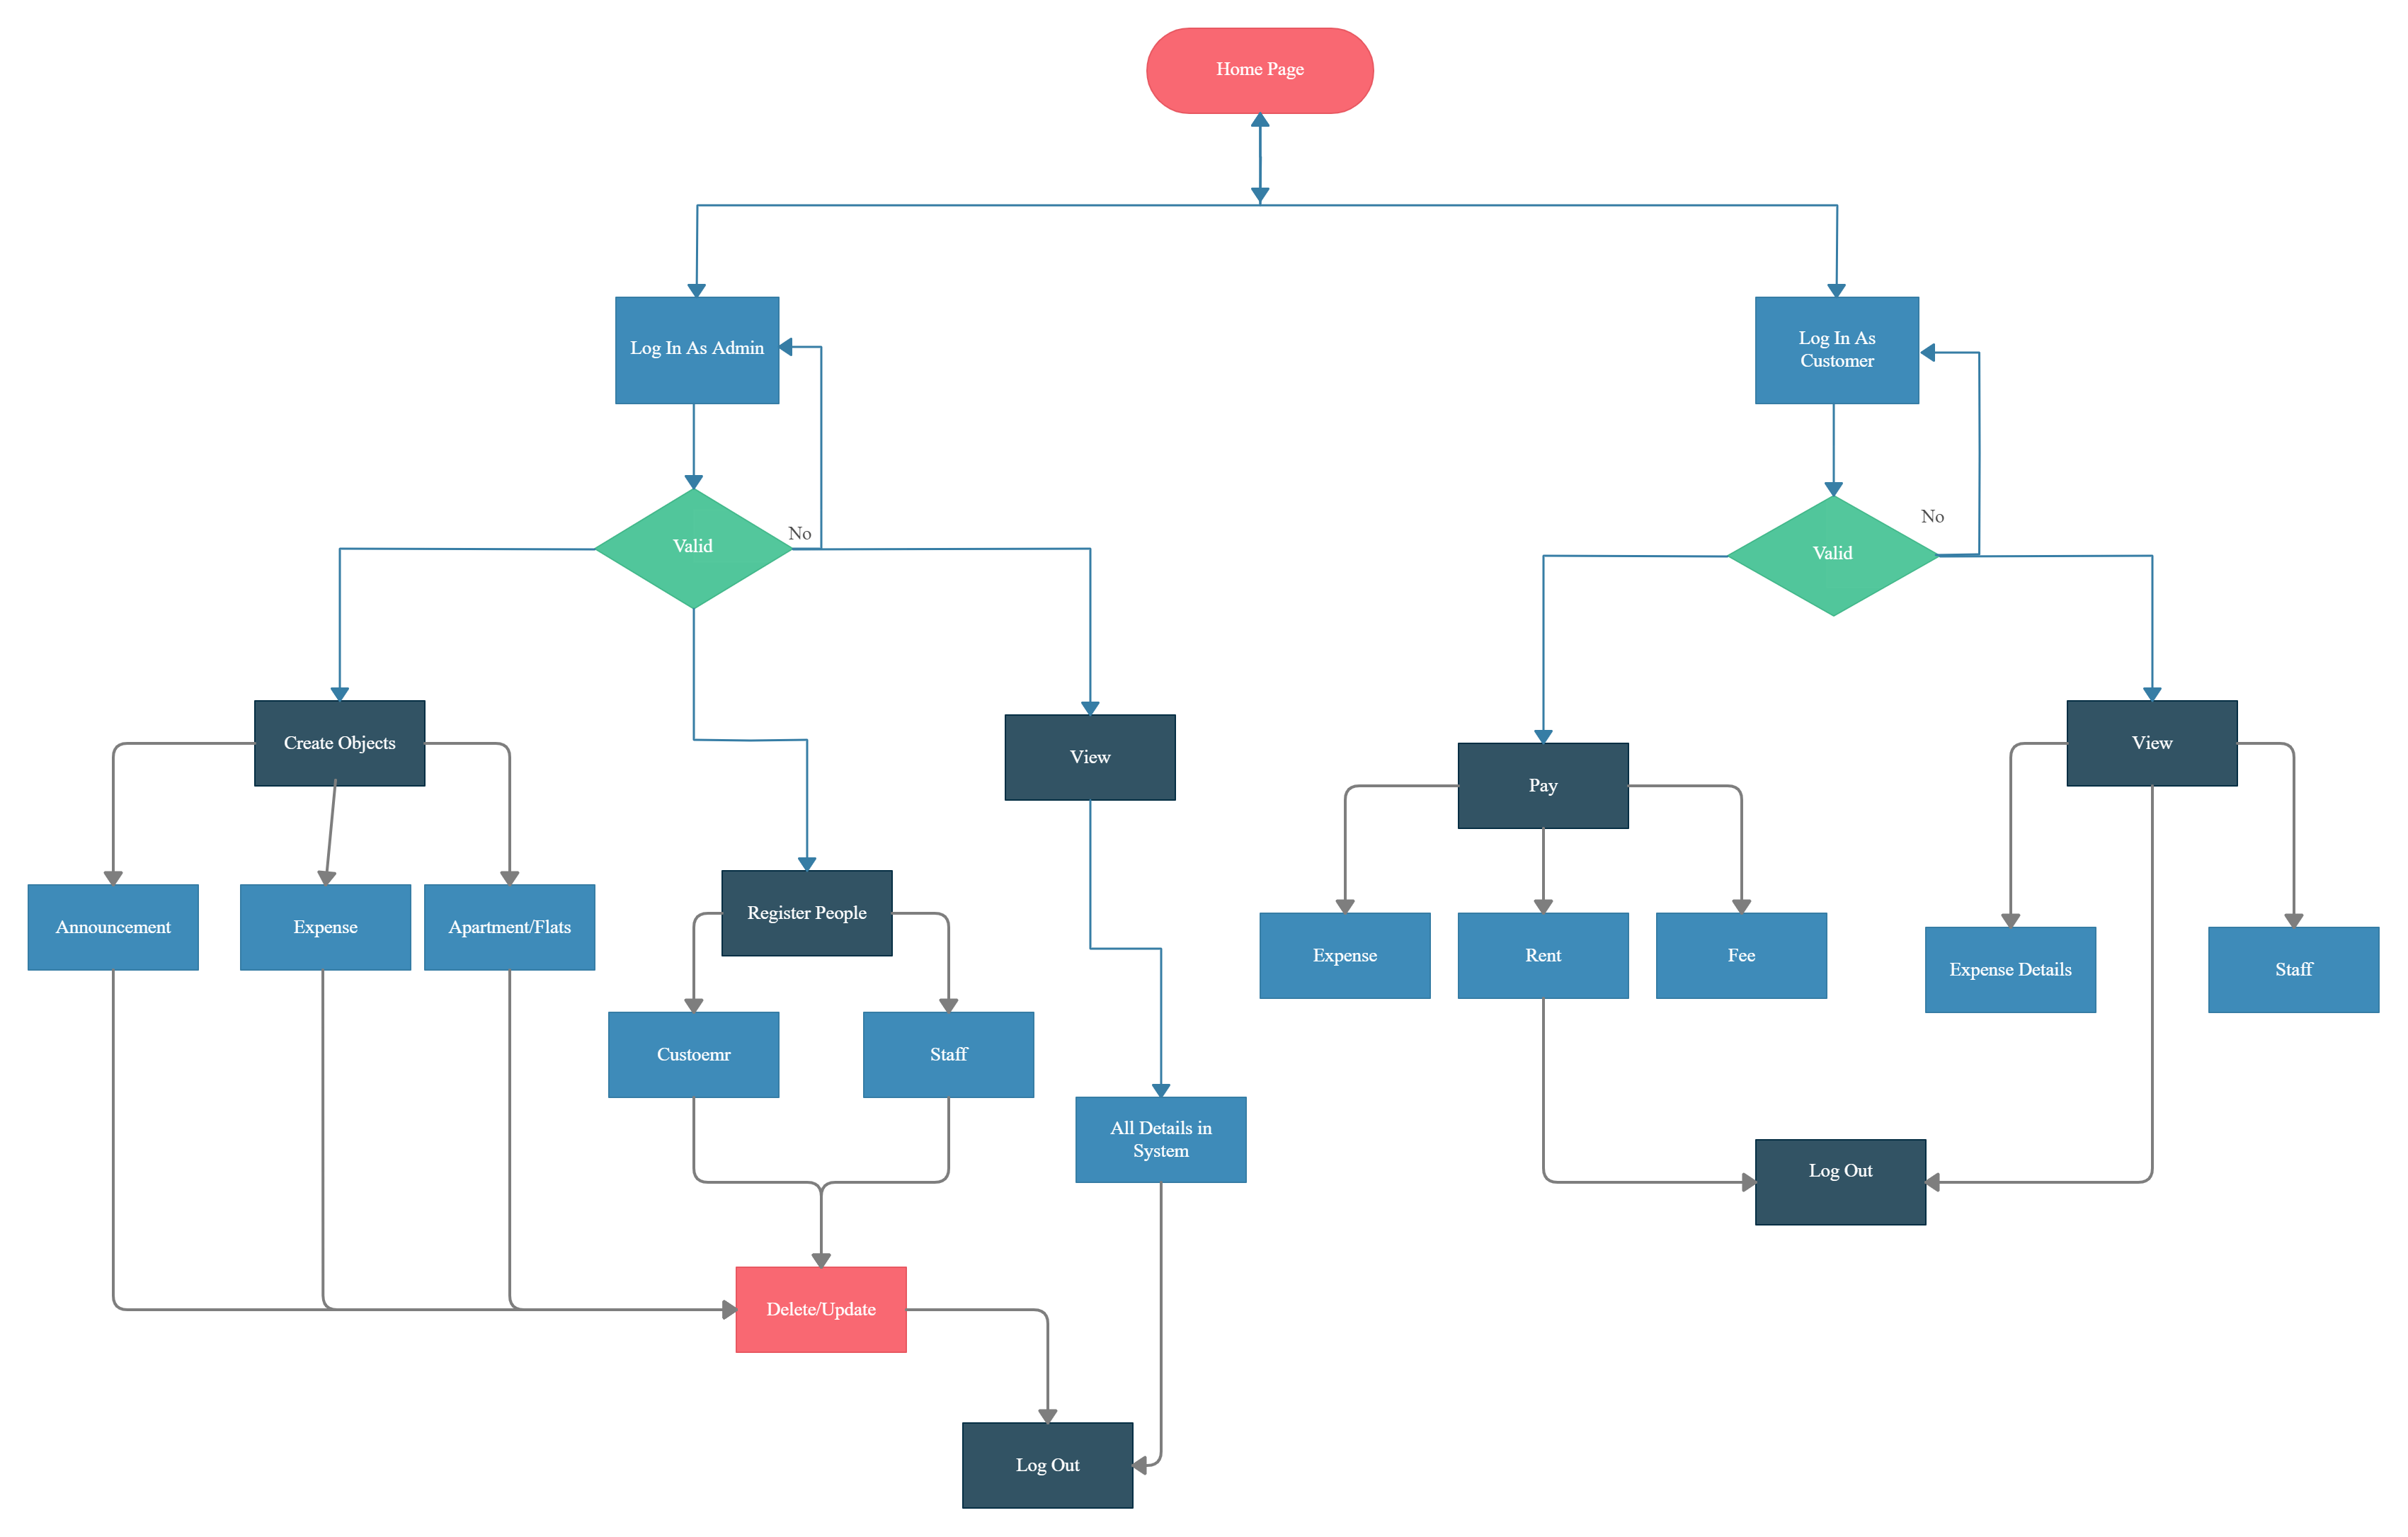 Home Page
Log In As Admin
Log In As
Customer
No
Valid
No
Valid
Create Objects
View
Pay
View
Announcement
Expense
Apartment/Flats
Register People
Expense
Rent
Fee
Expense Details
Staff
Custoemr
Staff
All Details in
System
Log Out
Delete/Update
Log Out